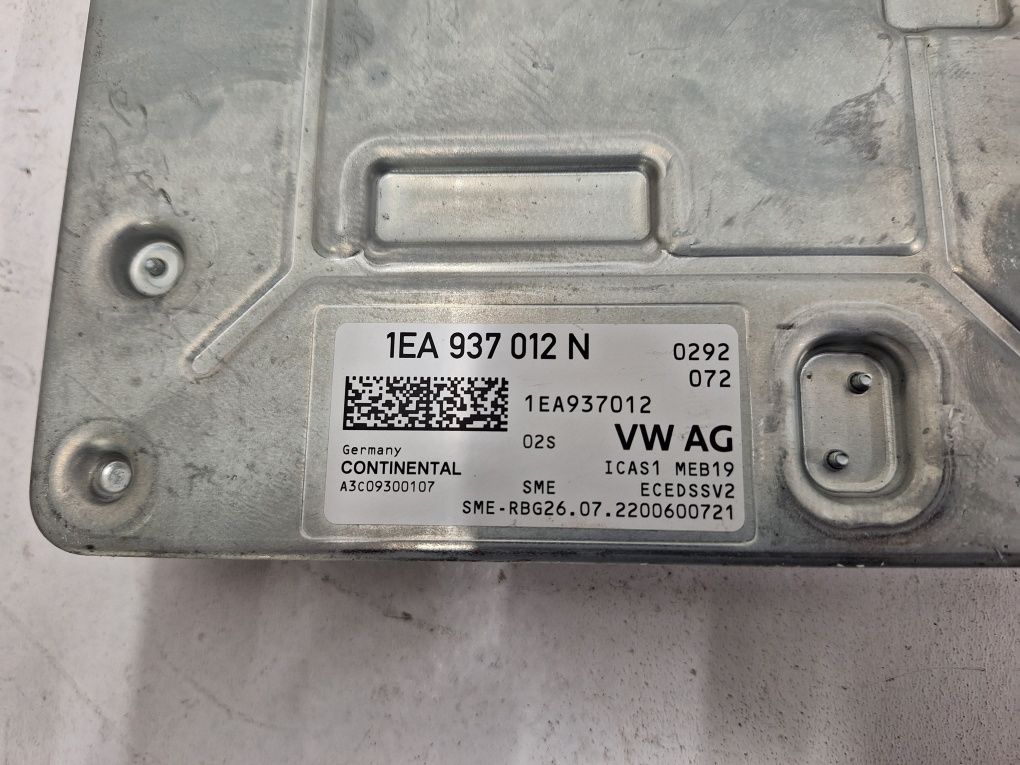 1EA 937 012 N
0292
072
1EA937012
02S
VW AG
Germany
CONTINENTAL
ICAS1 MEB19
A3C09300107
SME
ECEDSSV2
SME-RBG26.07.2200600721